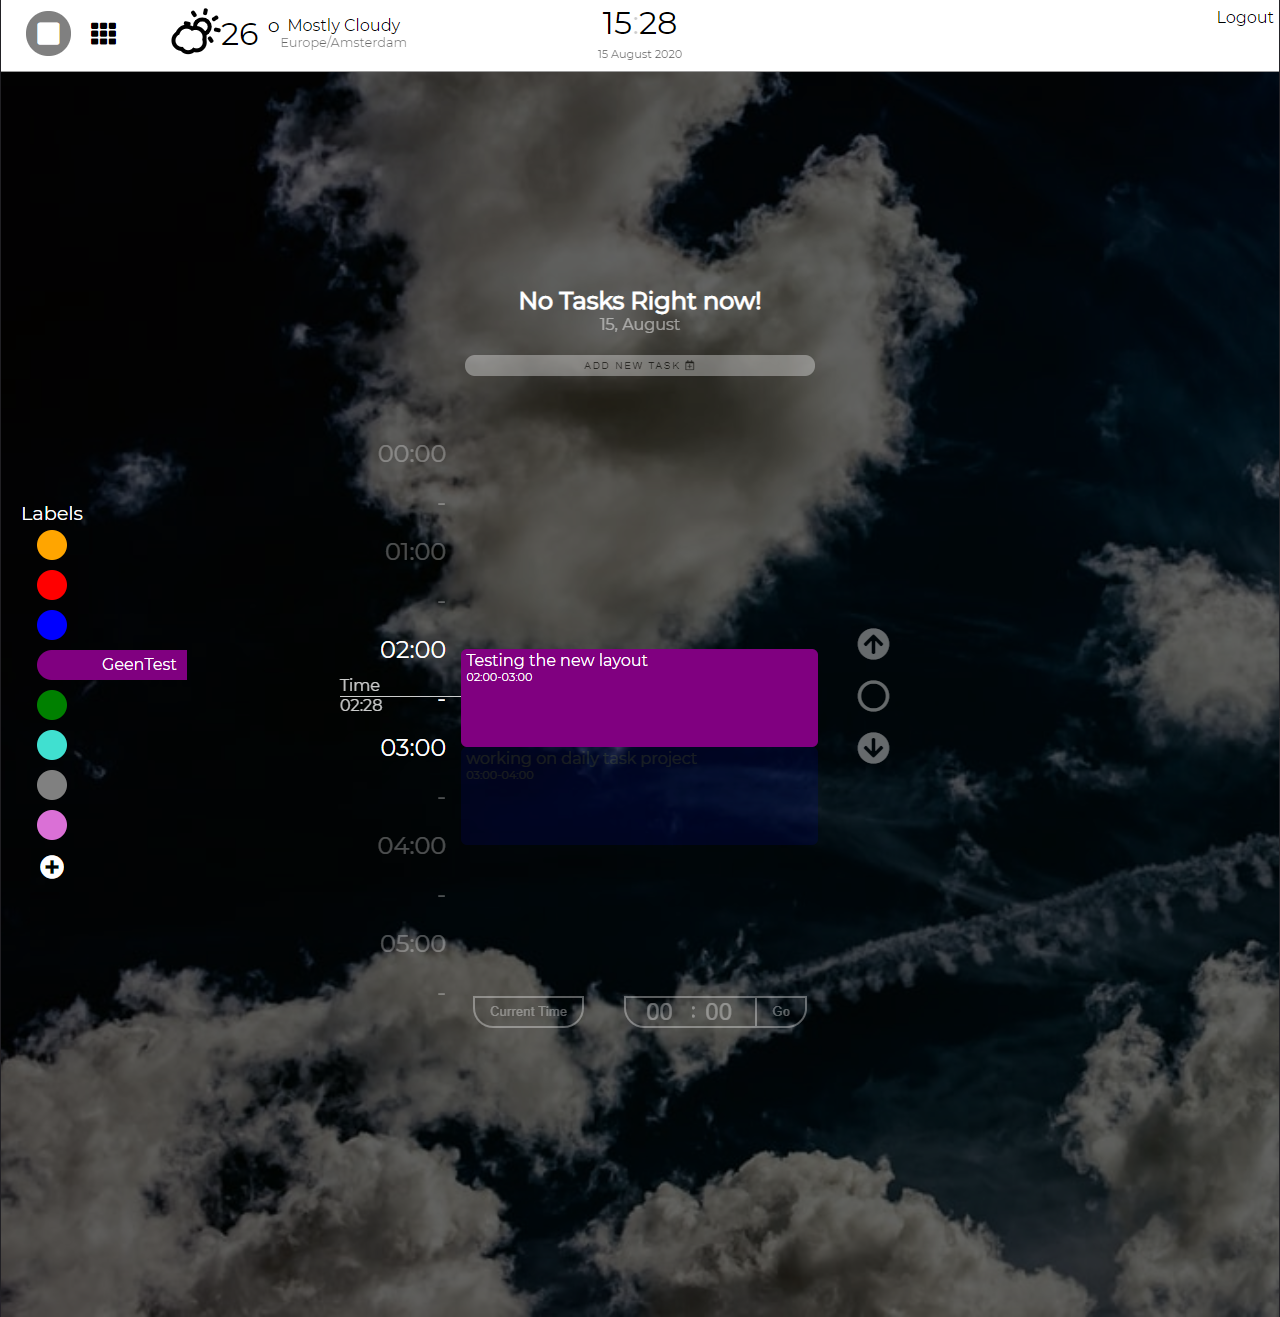 26 ° Mostly Cloudy
Europe/Amsterdam
15:28
15 August 2020
Logout
No Tasks Right now!
15, August
ADD NEW TASK
00:00
-
01:00
-
02:00
-
03:00
-
04:00
-
05:00
-
Labels
GeenTest
Time
02:28
Testing the new layout
02:00-03:00
working on daily task project
03:00-04:00
Current Time
00 : 00
Go